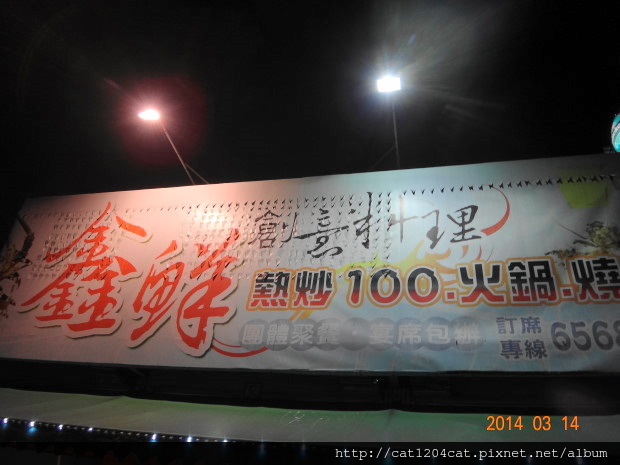 鑫鮮
創意料理
熱炒100.火鍋.燒
團體聚餐・宴席包辦
訂席
專線 6568
2014 03 14
http://cat1204cat.pixnet.net/album